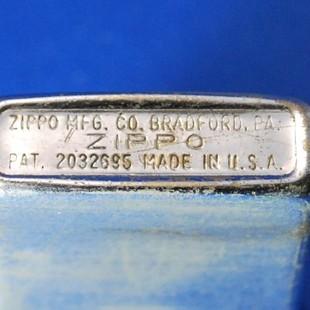 ZIPPO MFG. CO. BRADFORD, PA.
ZIPPO
PAT. 2032695 MADE IN U.S.A.